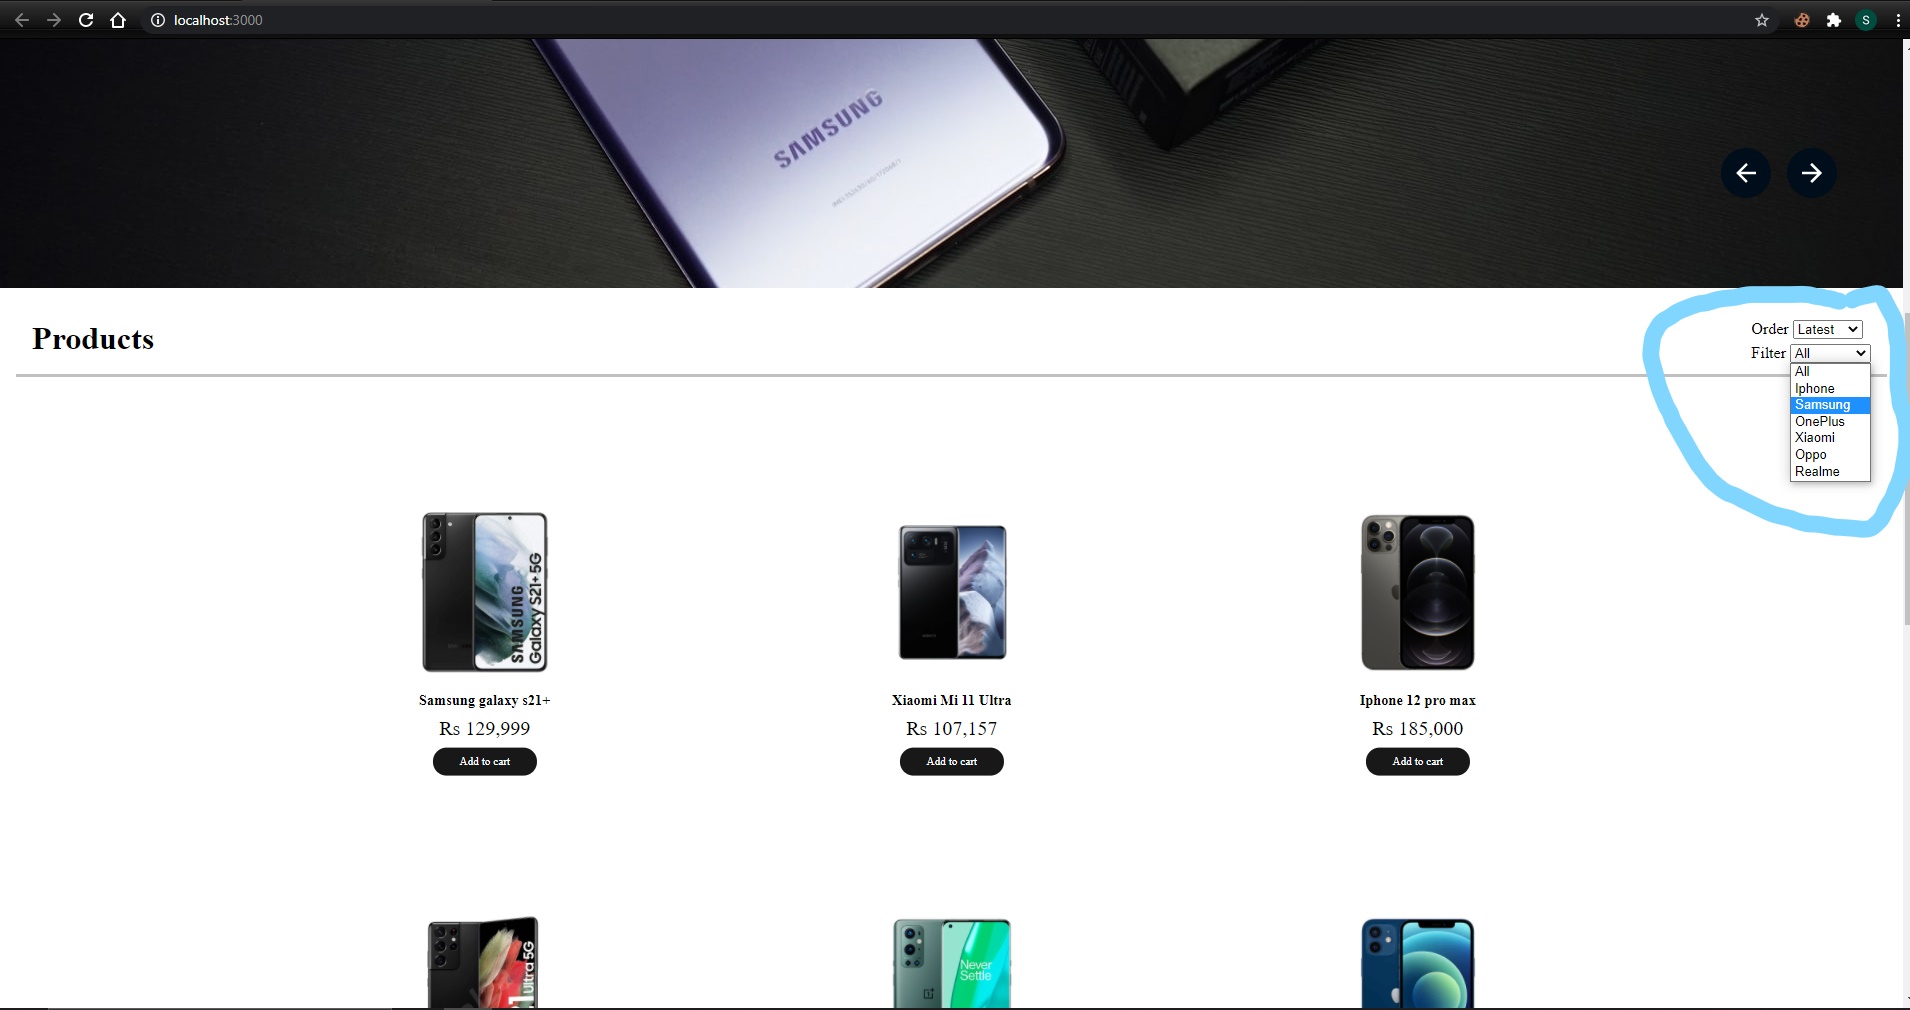 localhost:3000
S
SAMSUNG
Products
Order Latest
Filter All
All
Iphone
Samsung
OnePlus
Xiaomi
Oppo
Realme
SAMSUNG
Galaxy S21+ 5G
Samsung galaxy s21+
Xiaomi Mi 11 Ultra
Iphone 12 pro max
Rs 129,999
Rs 107,157
Rs 185,000
Add to cart
Add to cart
Add to cart
Ultra 5G
Never
Settle